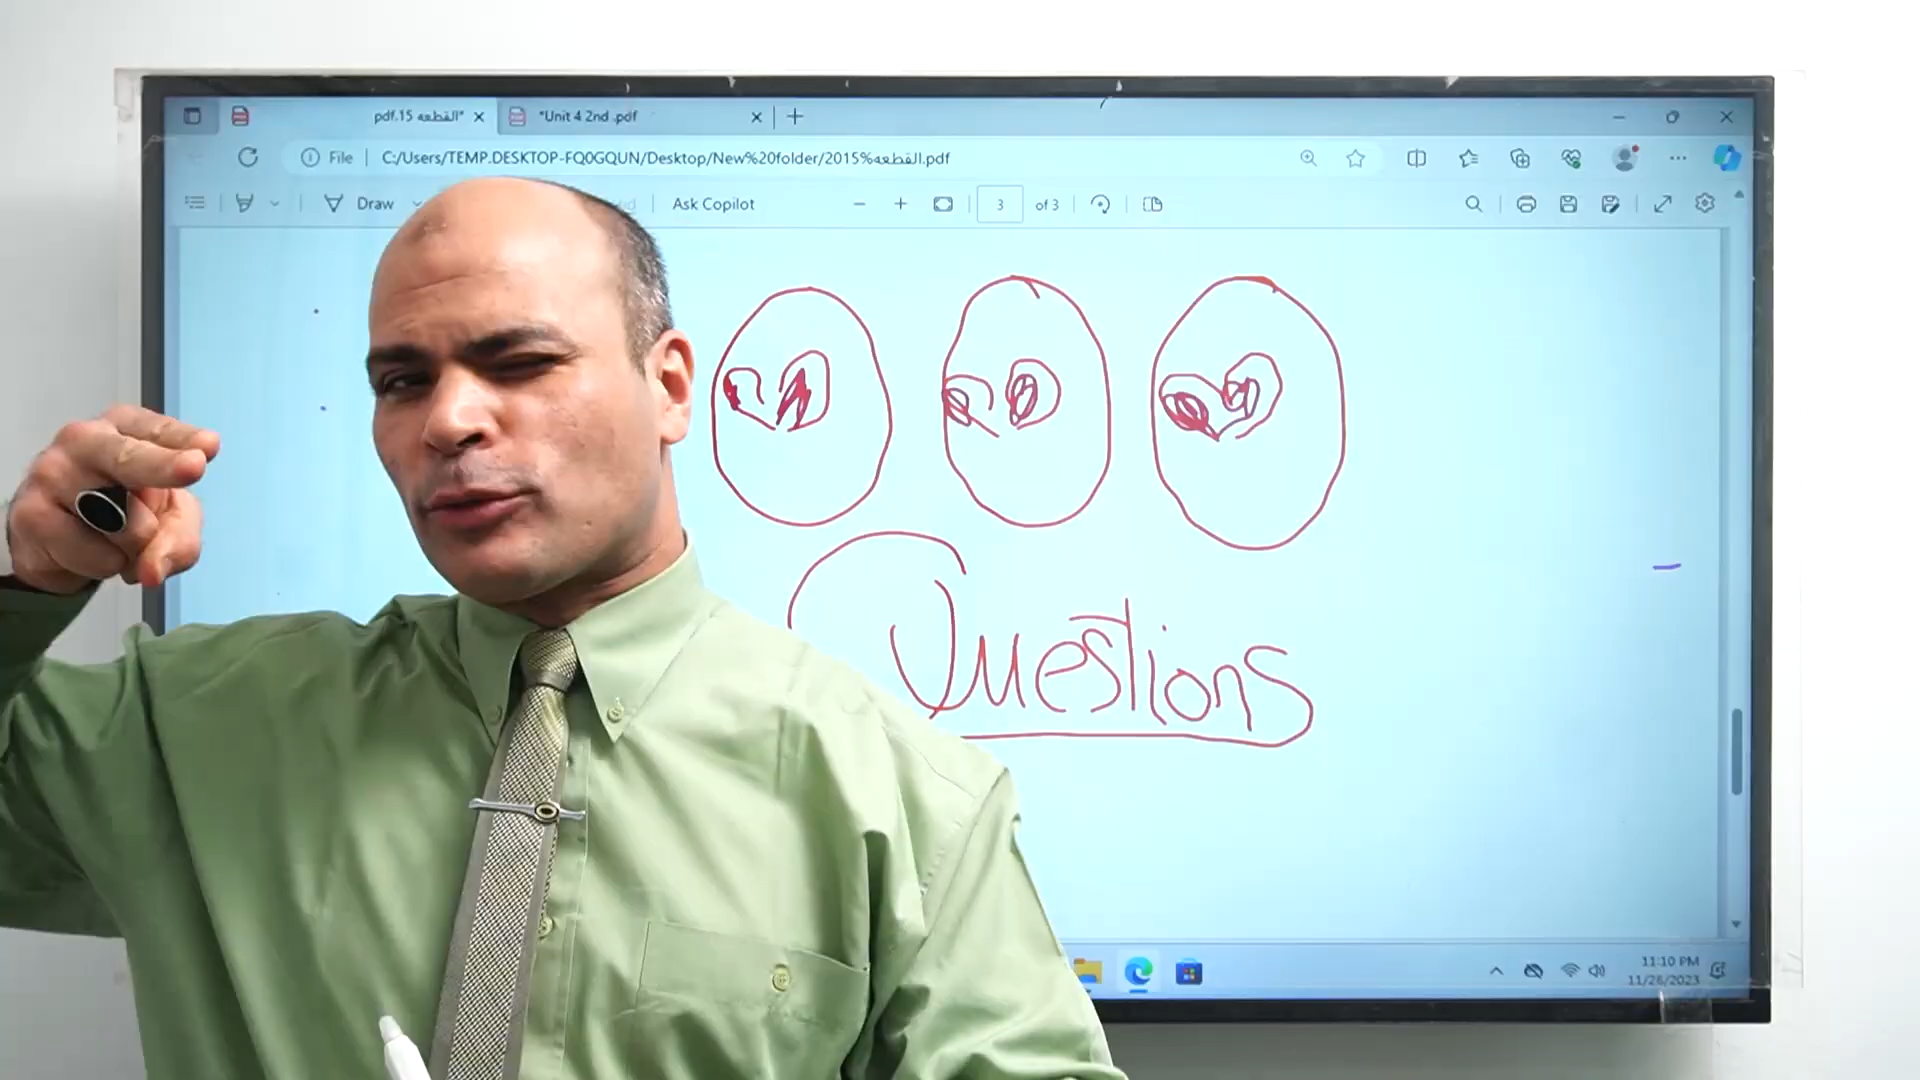 القطعه 15.pdf"
"Unit 4 2nd .pdf
File
C:/Users/TEMP.DESKTOP-FQ0GQUN/Desktop/New%20folder/2015%القطعه.pdf
Draw
Ask Copilot
3
of 3
Questions
11:10 PM
11/26/2023